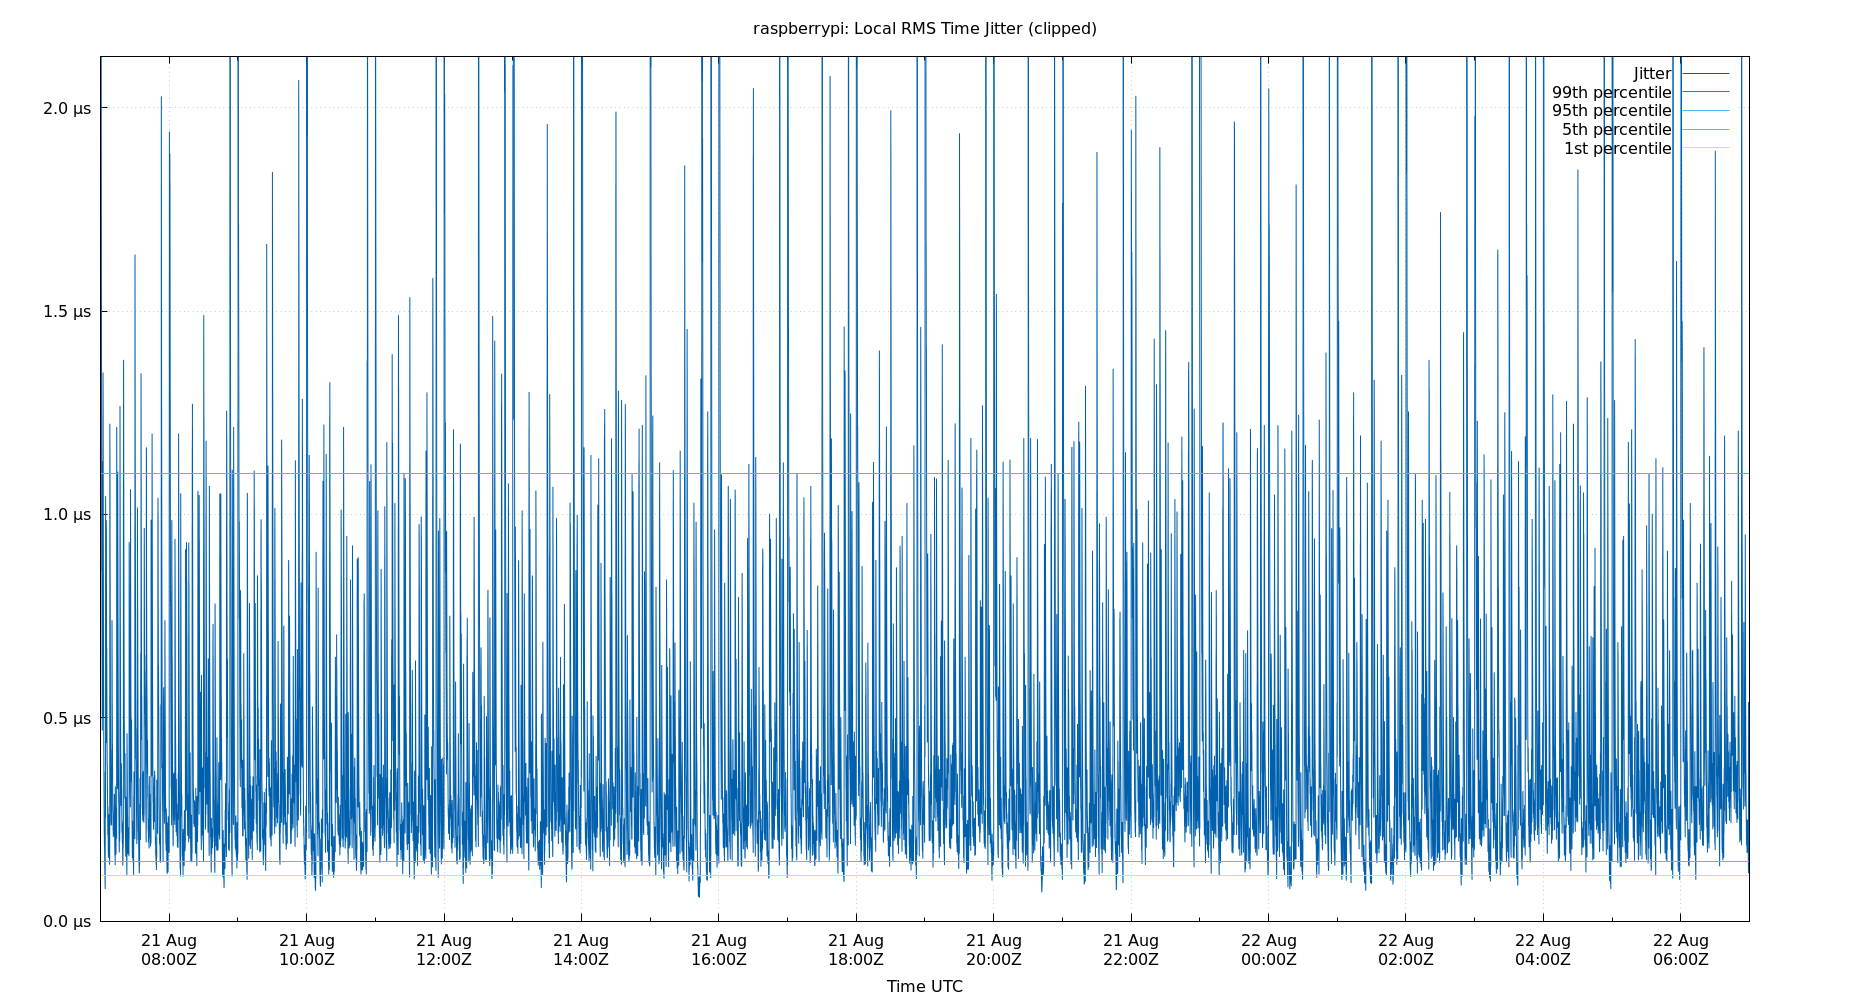 raspberrypi: Local RMS Time Jitter (clipped)
Jitter
99th percentile
95th percentile
5th percentile
1st percentile
2.0 µs
1.5 µs
1.0 µs
0.5 µs
0.0 µs
21 Aug 21 Aug 21 Aug 21 Aug 21 Aug 21 Aug 21 Aug 21 Aug 22 Aug 22 Aug 22 Aug 22 Aug
08:00Z 10:00Z 12:00Z 14:00Z 16:00Z 18:00Z 20:00Z 22:00Z 00:00Z 02:00Z 04:00Z 06:00Z
Time UTC